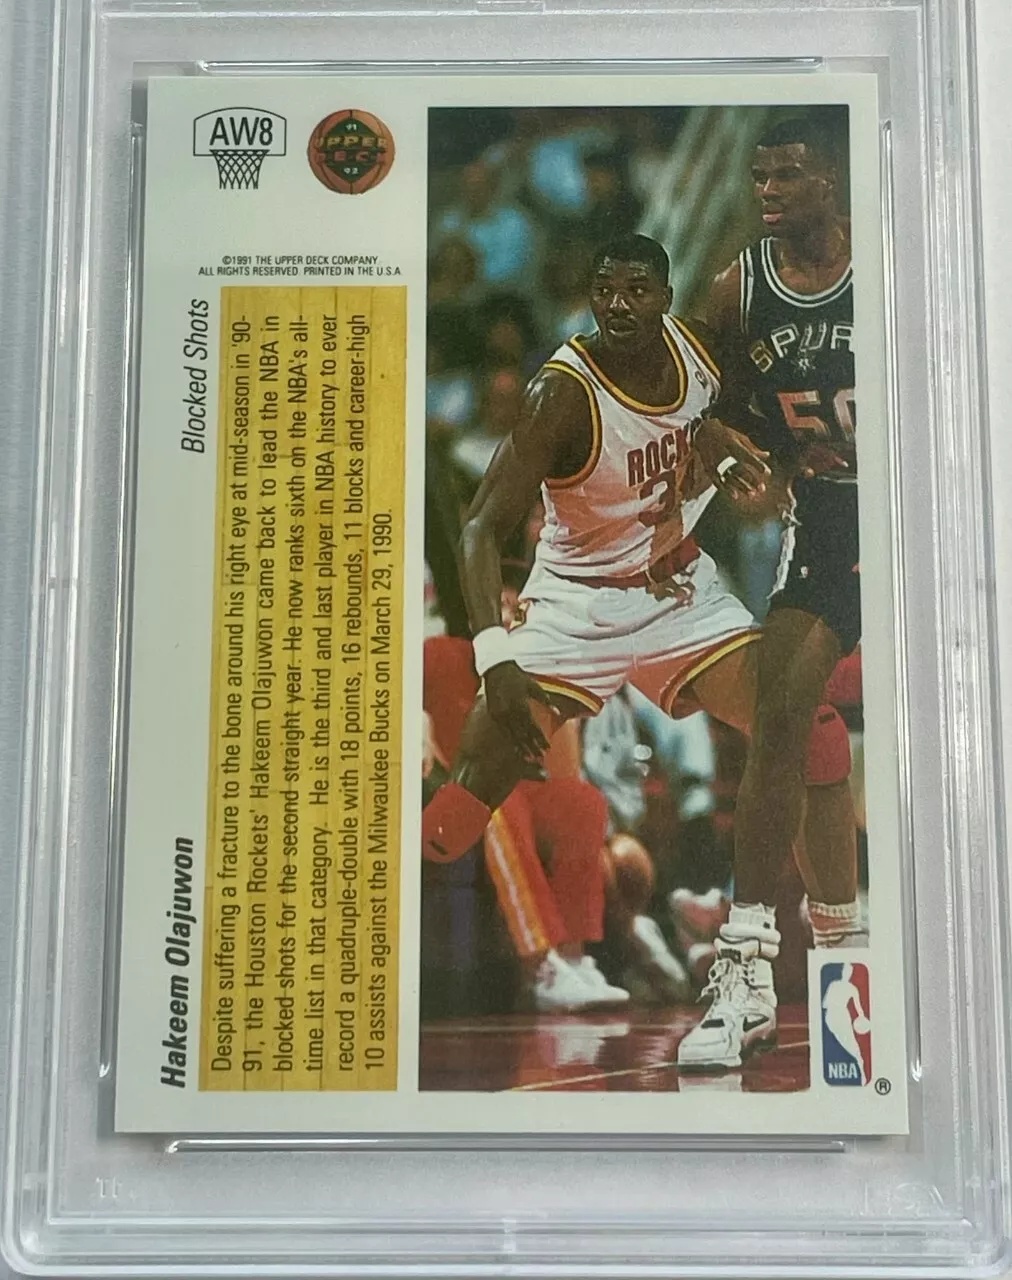 AW8
91
UPPER
DECK
92
©1991 THE UPPER DECK COMPANY
ALL RIGHTS RESERVED. PRINTED IN THE U.S.A
Hakeem Olajuwon
Blocked Shots
Despite suffering a fracture to the bone around his right eye at mid-season in '90-
91, the Houston Rockets' Hakeem Olajuwon came back to lead the NBA in
blocked-shots for the second straight year. He now ranks sixth on the NBA's all-
time list in that category. He is the third and last player in NBA history to ever
record a quadruple-double with 18 points, 16 rebounds, 11 blocks and career-high
10 assists against the Milwaukee Bucks on March 29, 1990.
ROCK
34
SPUR
50
NBA
®